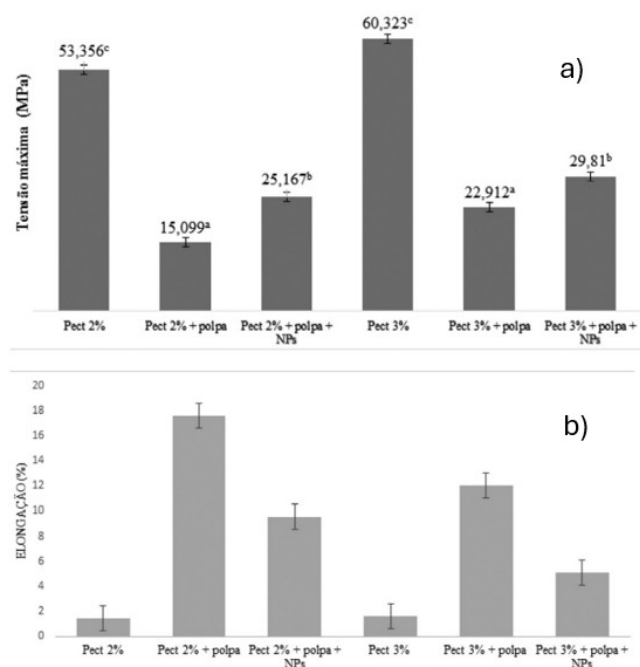 53,356ᶜ
15,099ᵃ
25,167ᵇ
60,323ᶜ
22,912ᵃ
29,81ᵇ
a)
Tensão máxima (MPa)
Pect 2%
Pect 2% + polpa
Pect 2% + polpa +
NPs
Pect 3%
Pect 3% + polpa
Pect 3% + polpa +
NPs
b)
ELONGAÇÃO (%)
20
18
16
14
12
10
8
6
4
2
0
Pect 2%
Pect 2% + polpa
Pect 2% + polpa +
NPs
Pect 3%
Pect 3% + polpa
Pect 3% + polpa +
NPs